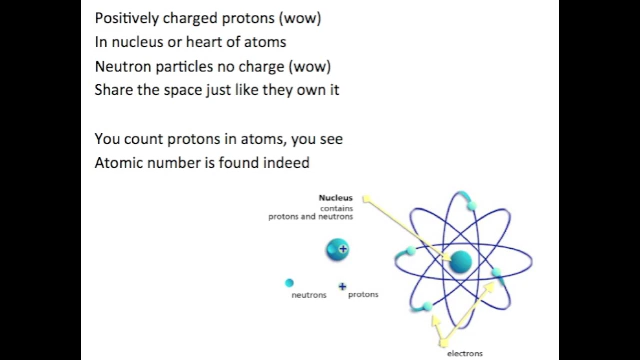 Positively charged protons (wow)
In nucleus or heart of atoms
Neutron particles no charge (wow)
Share the space just like they own it
You count protons in atoms, you see
Atomic number is found indeed
Nucleus
contains
protons and neutrons
+
+
neutrons
protons
electrons